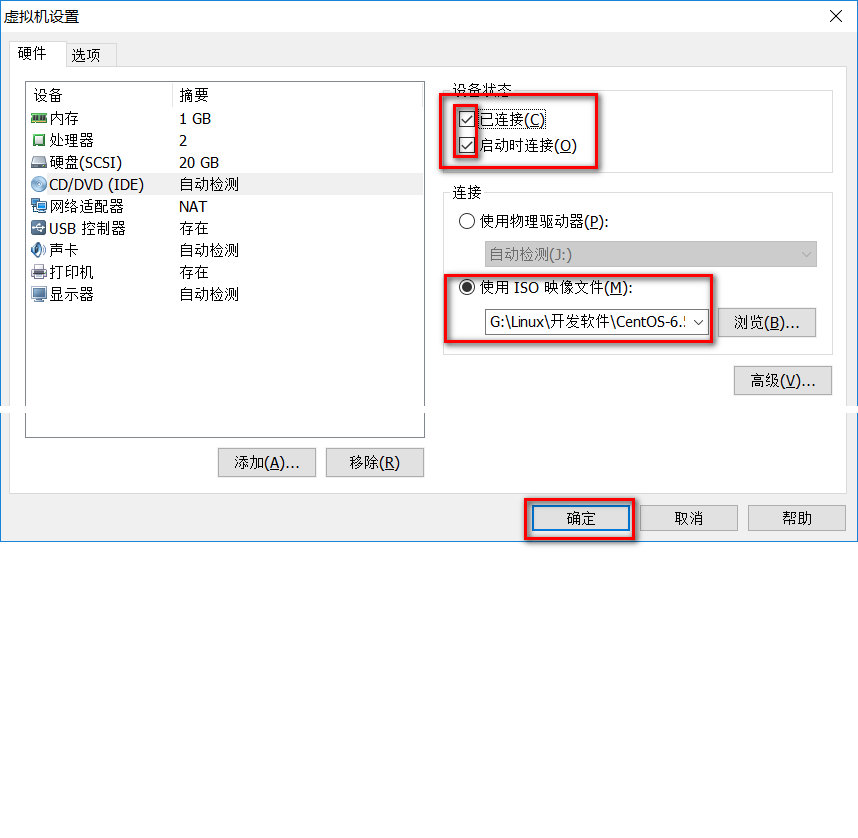 虚拟机设置
硬件 选项
设备 摘要
内存 1 GB
处理器 2
硬盘(SCSI) 20 GB
CD/DVD (IDE) 自动检测
网络适配器 NAT
USB 控制器 存在
声卡 自动检测
打印机 存在
显示器 自动检测
添加(A)... 移除(R)
设备状态
已连接(C)
启动时连接(O)
连接
使用物理驱动器(P):
自动检测(J:)
使用 ISO 映像文件(M):
G:\Linux\开发软件\CentOS-6.5 浏览(B)...
高级(V)...
确定 取消 帮助